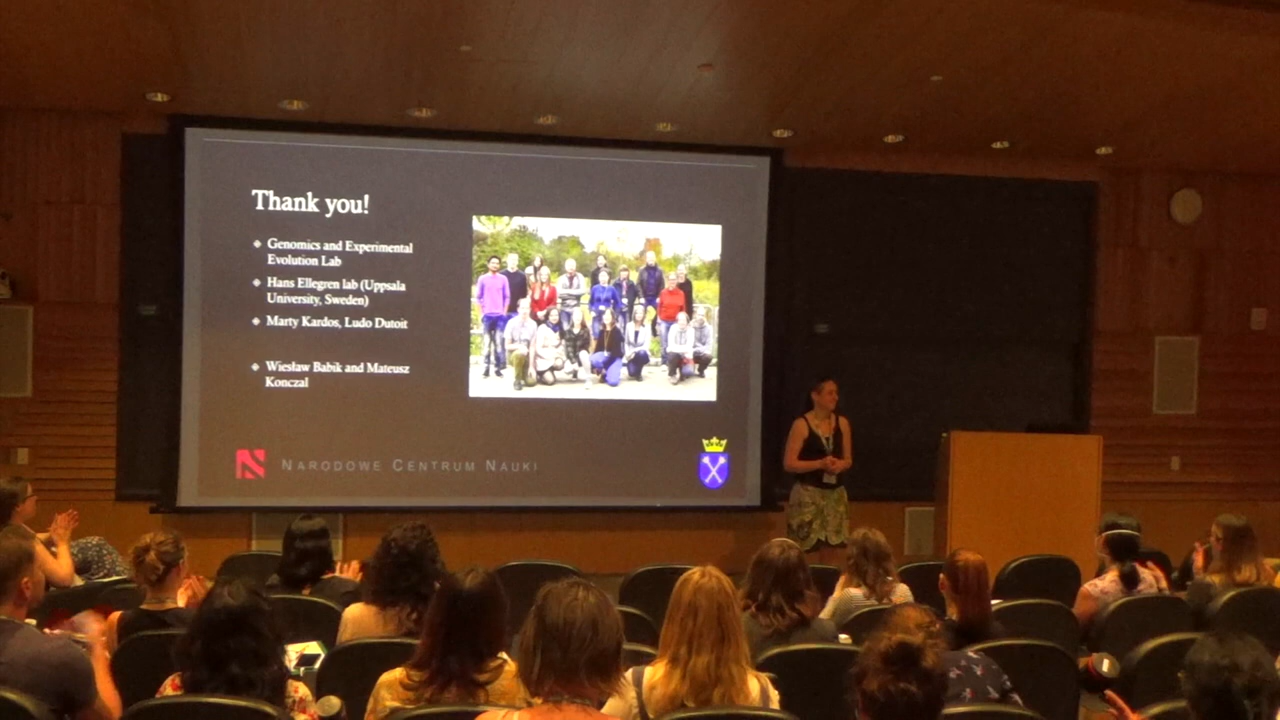 Thank you!
Genomics and Experimental
Evolution Lab
Hans Ellegren lab (Uppsala
University, Sweden)
Marty Kardos, Ludo Dutoit
Wiesław Babik and Mateusz
Konczal
NARODOWE CENTRUM NAUKI